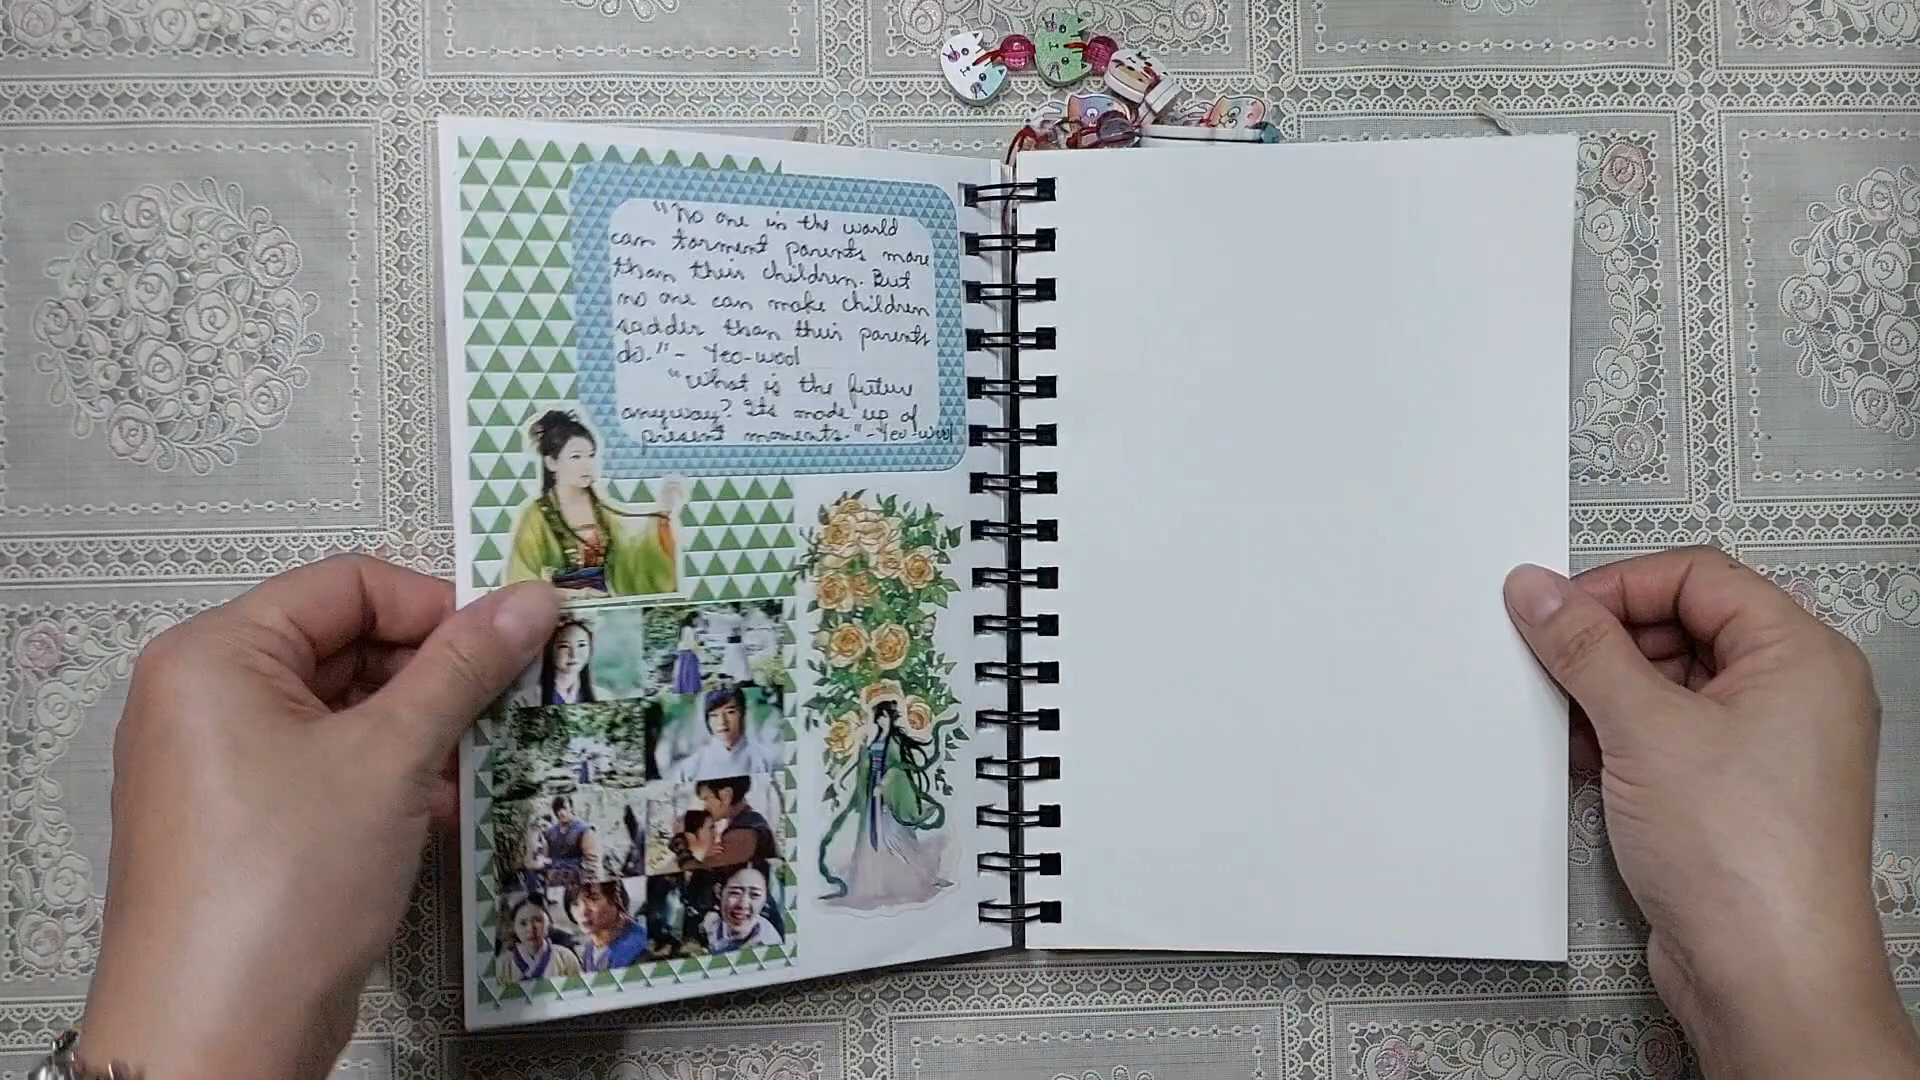 "No one in the world
can torment parents more
than their children. But
no one can make children
sadder than their parents
do." - Yeo-wool
"What is the future
anyway? Its made up of
present moments." - Yeo-wool